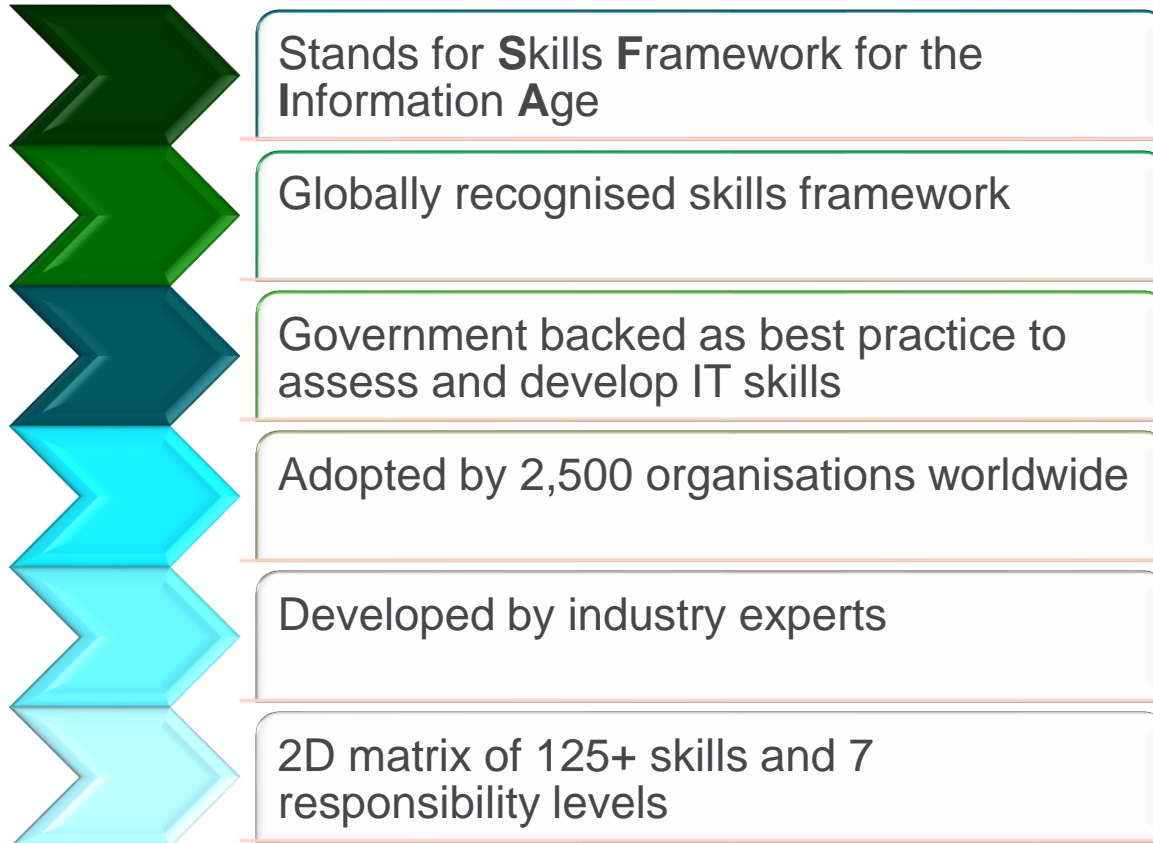 Stands for Skills Framework for the
Information Age
Globally recognised skills framework
Government backed as best practice to
assess and develop IT skills
Adopted by 2,500 organisations worldwide
Developed by industry experts
2D matrix of 125+ skills and 7
responsibility levels